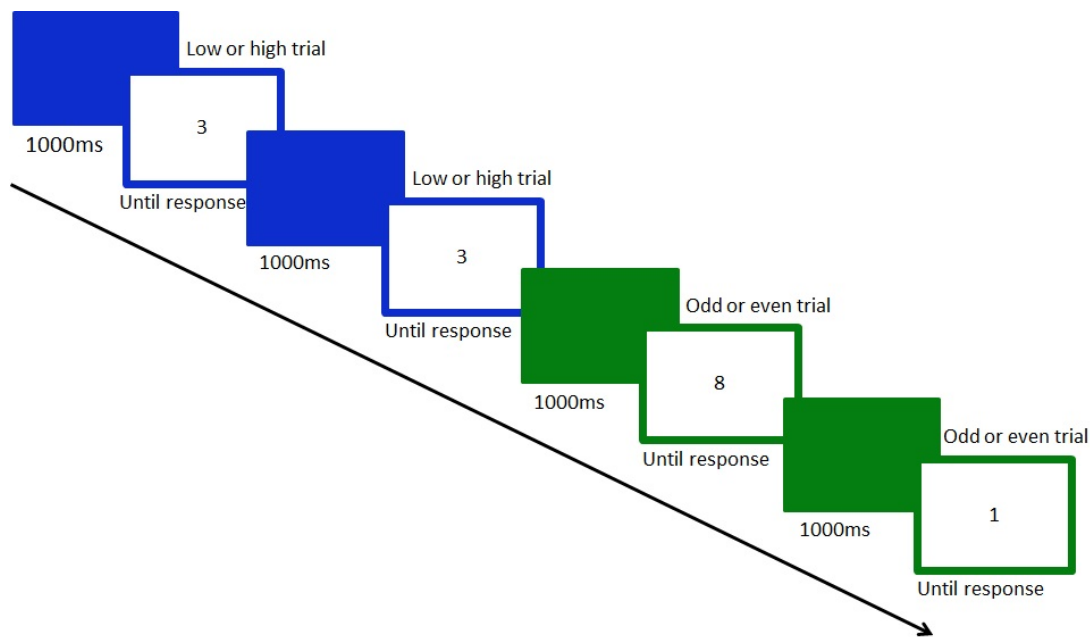 Low or high trial
3
1000ms
Until response
Low or high trial
3
1000ms
Until response
Odd or even trial
8
1000ms
Until response
Odd or even trial
1
1000ms
Until response